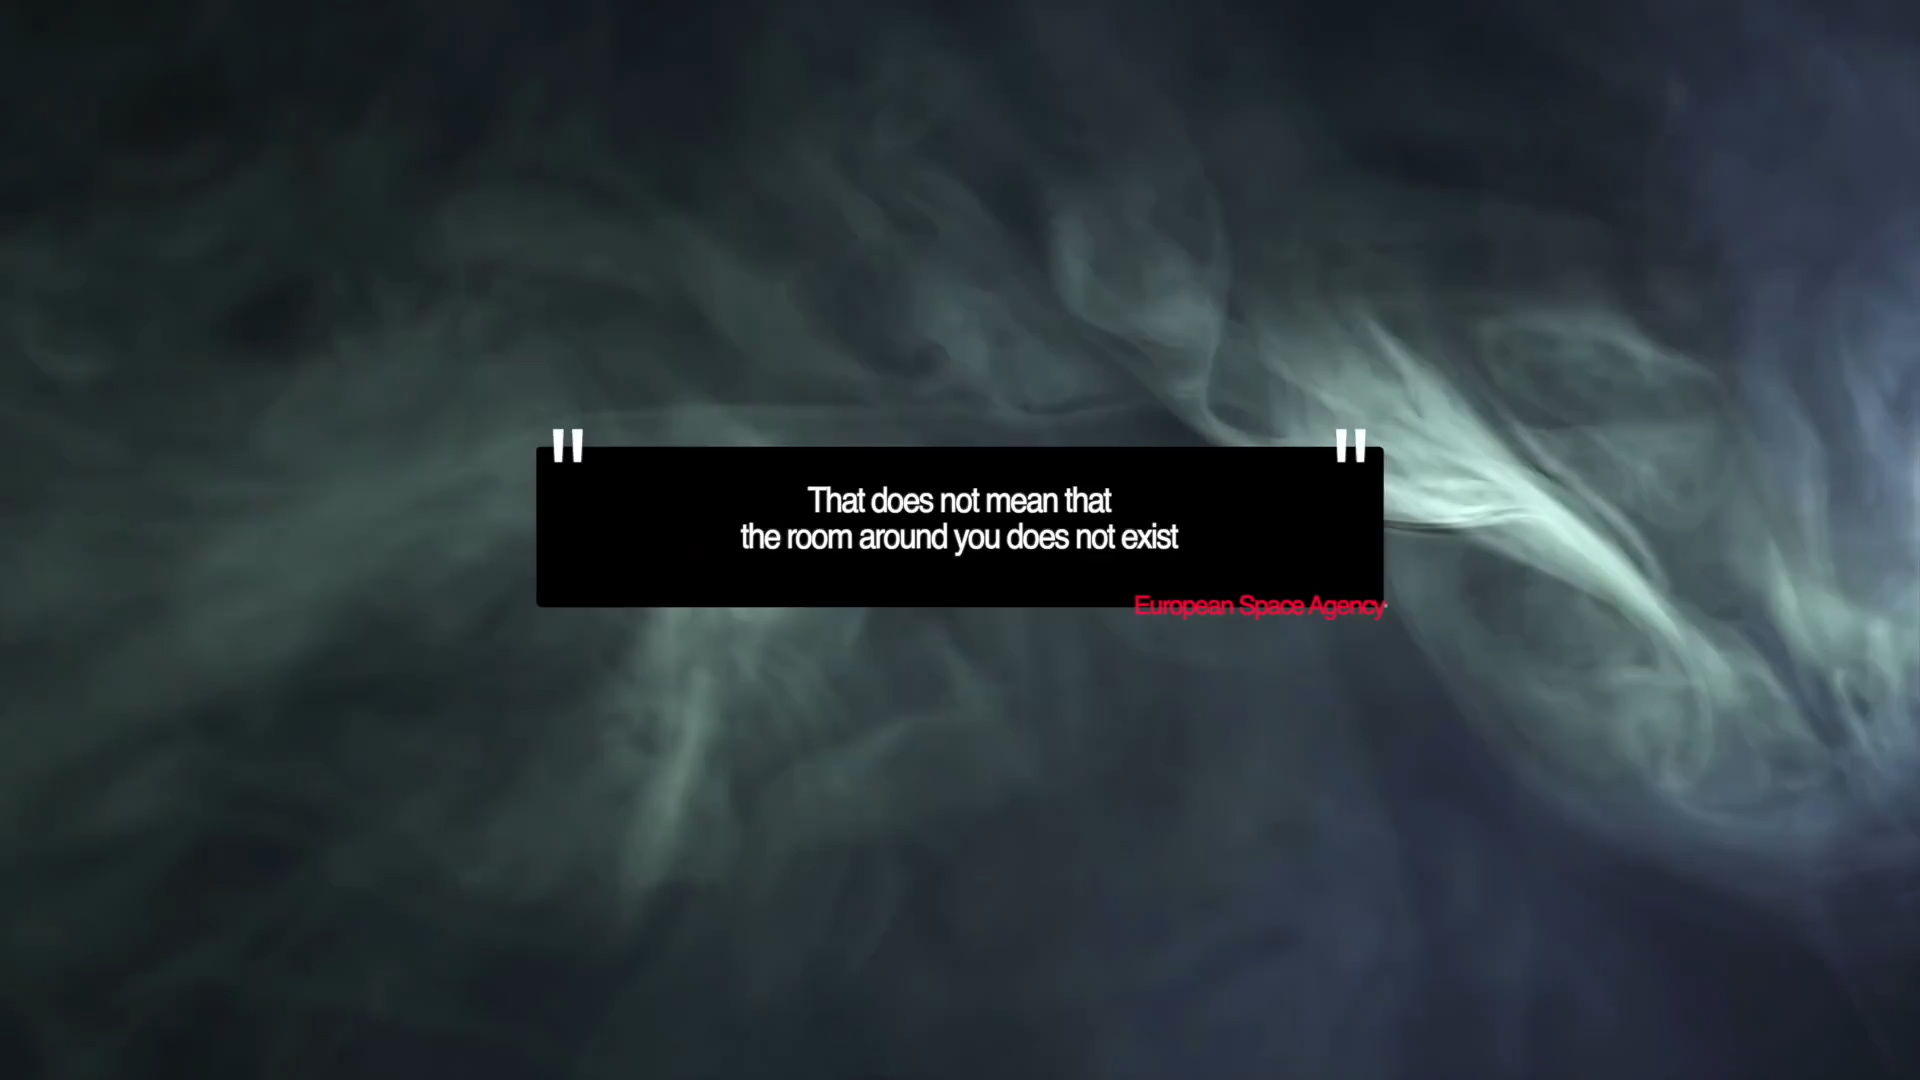 " "
That does not mean that
the room around you does not exist
European Space Agency